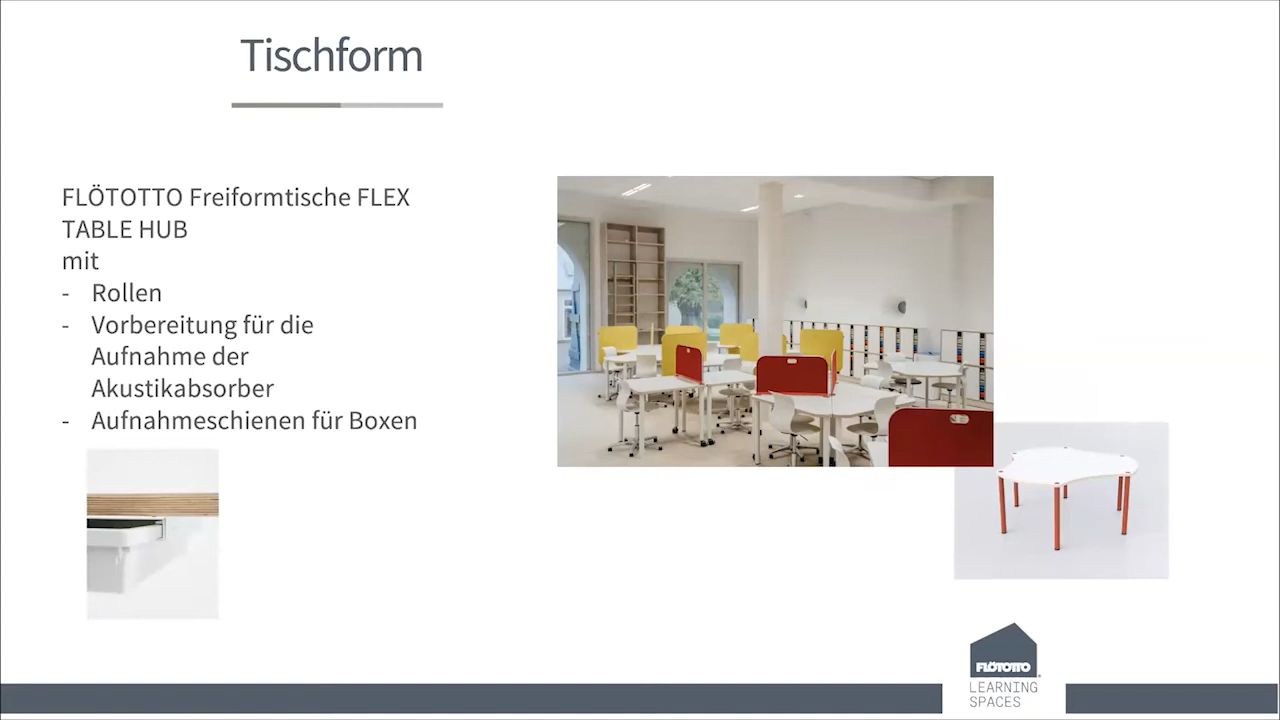 Tischform
FLÖTOTTO Freiformtische FLEX
TABLE HUB
mit
- Rollen
- Vorbereitung für die
Aufnahme der
Akustikabsorber
- Aufnahmeschienen für Boxen
FLÖTOTTO
LEARNING
SPACES